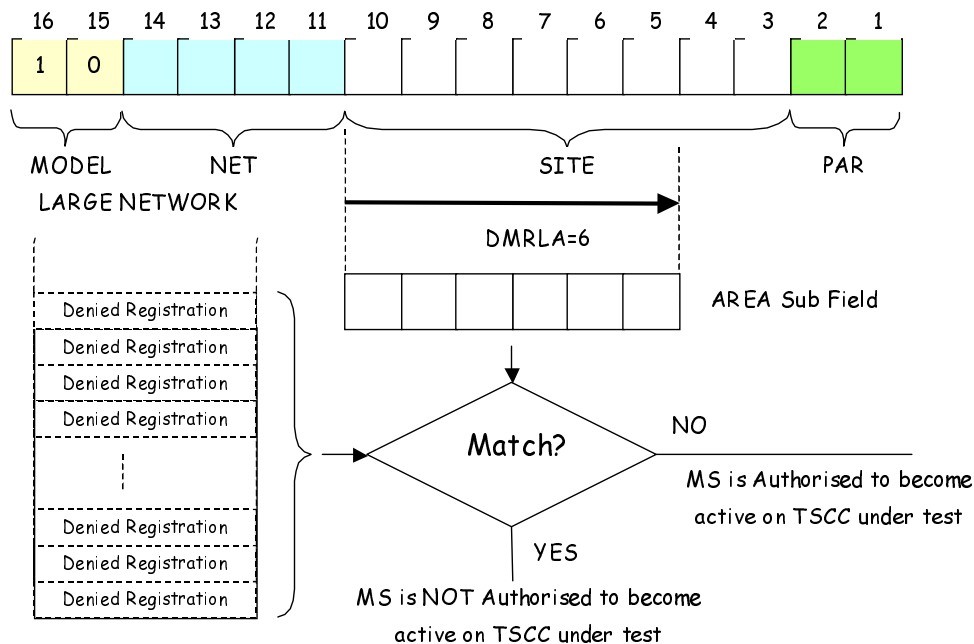 16 15 14 13 12 11 10 9 8 7 6 5 4 3 2 1
1 0
MODEL NET SITE PAR
LARGE NETWORK
DMRLA=6
AREA Sub Field
Denied Registration
Denied Registration
Denied Registration
Denied Registration
Denied Registration
Denied Registration
Denied Registration
Match?
NO
MS is Authorised to become
active on TSCC under test
YES
MS is NOT Authorised to become
active on TSCC under test